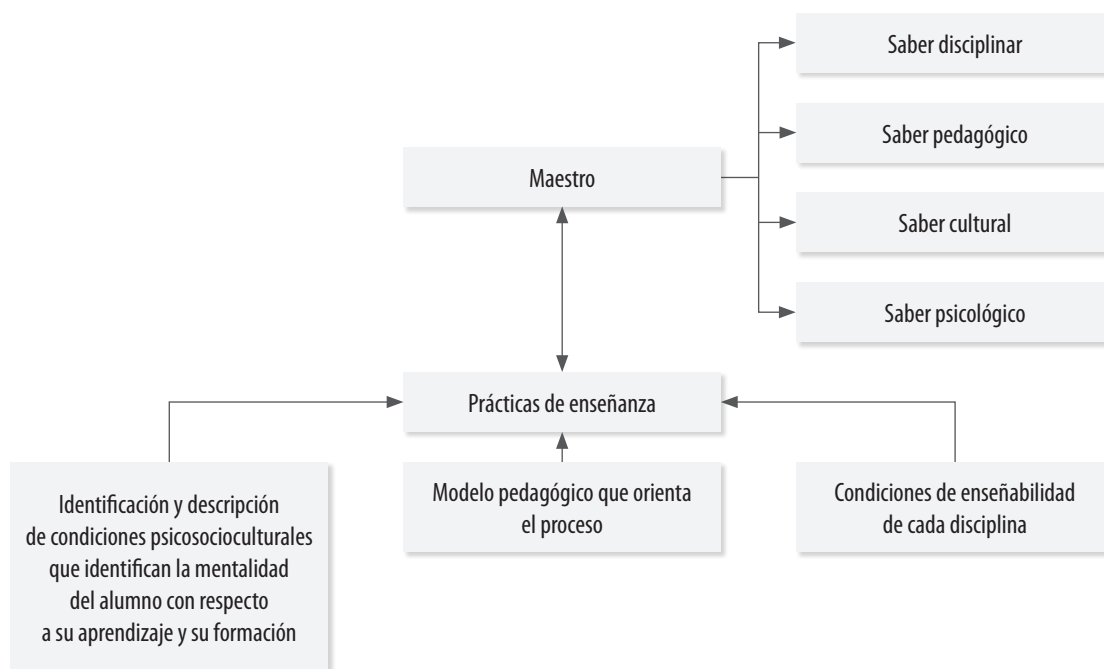 Saber disciplinar
Saber pedagógico
Maestro
Saber cultural
Saber psicológico
Prácticas de enseñanza
Identificación y descripción
de condiciones psicosocioculturales
que identifican la mentalidad
del alumno con respecto
a su aprendizaje y su formación
Modelo pedagógico que orienta
el proceso
Condiciones de enseñabilidad
de cada disciplina